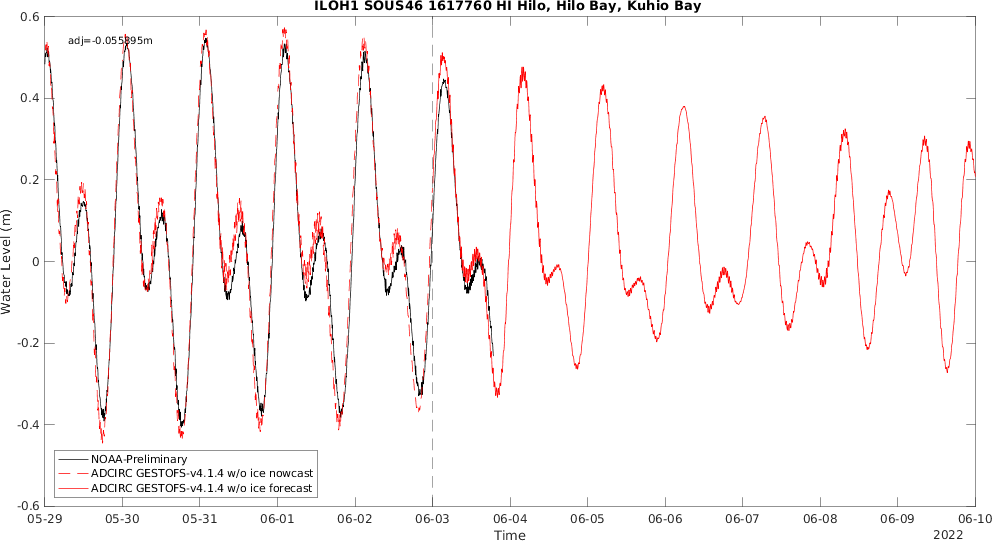 ILOH1 SOUS46 1617760 HI Hilo, Hilo Bay, Kuhio Bay
0.6
adj=-0.055895m
0.4
0.2
0
-0.2
-0.4
-0.6
Water Level (m)
NOAA-Preliminary
ADCIRC GESTOFS-v4.1.4 w/o ice nowcast
ADCIRC GESTOFS-v4.1.4 w/o ice forecast
05-29 05-30 05-31 06-01 06-02 06-03 06-04 06-05 06-06 06-07 06-08 06-09 06-10
Time
2022